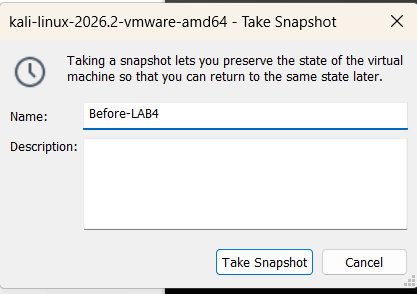 kali-linux-2026.2-vmware-amd64 - Take Snapshot
Taking a snapshot lets you preserve the state of the virtual
machine so that you can return to the same state later.
Name:
Before-LAB4
Description:
Take Snapshot
Cancel